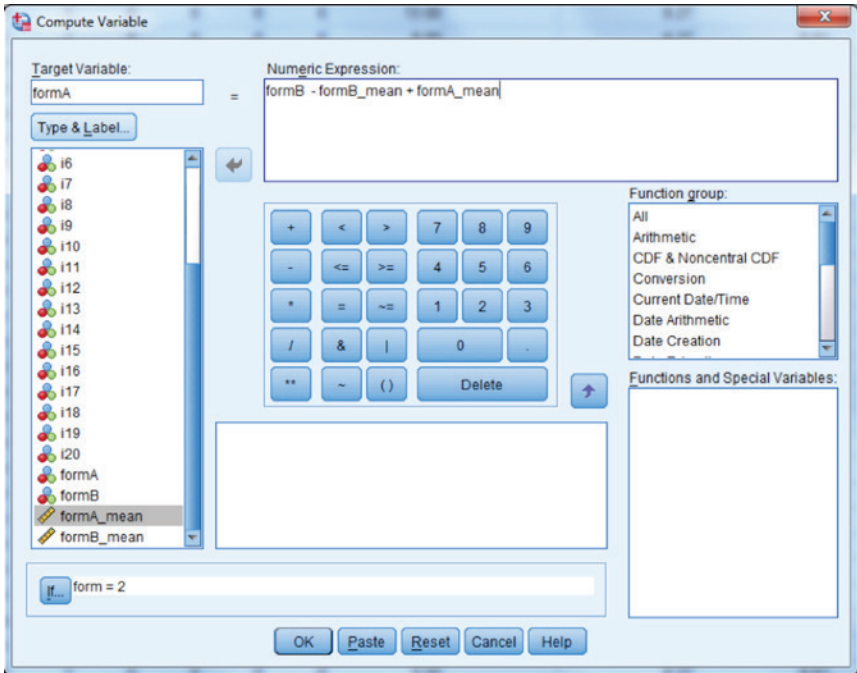 Compute Variable
Target Variable:
formA
=
Numeric Expression:
formB - formB_mean + formA_mean
Type & Label...
i6
i7
i8
i9
i10
i11
i12
i13
i14
i15
i16
i17
i18
i19
i20
formA
formB
formA_mean
formB_mean
+ < > 7 8 9
- <= >= 4 5 6
* = ~= 1 2 3
/ & | 0 .
** ~ ( ) Delete
Function group:
All
Arithmetic
CDF & Noncentral CDF
Conversion
Current Date/Time
Date Arithmetic
Date Creation
Functions and Special Variables:
If... form = 2
OK Paste Reset Cancel Help